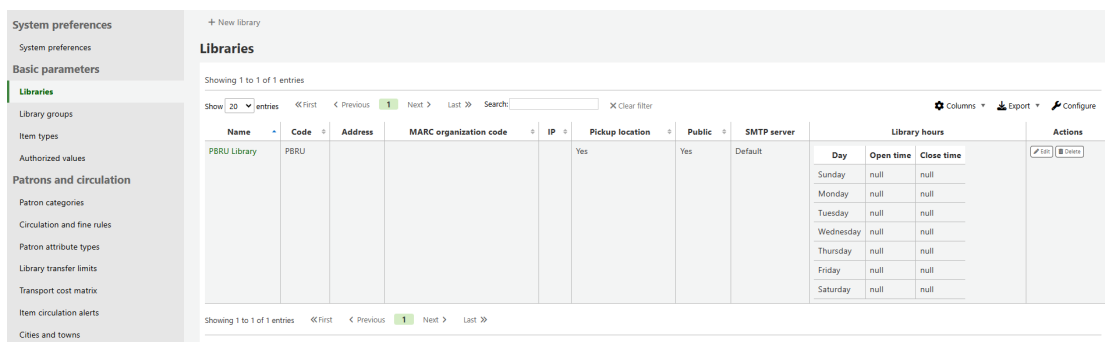 System preferences
System preferences
Basic parameters
Libraries
Library groups
Item types
Authorized values
Patrons and circulation
Patron categories
Circulation and fine rules
Patron attribute types
Library transfer limits
Transport cost matrix
Item circulation alerts
Cities and towns
+ New library
Libraries
Showing 1 to 1 of 1 entries
Show 20 entries First Previous 1 Next Last Search: Clear filter Columns Export Configure
Name Code Address MARC organization code IP Pickup location Public SMTP server Library hours Actions
PBRU Library PBRU Yes Yes Default Edit Delete
Day Open time Close time
Sunday null null
Monday null null
Tuesday null null
Wednesday null null
Thursday null null
Friday null null
Saturday null null
Showing 1 to 1 of 1 entries First Previous 1 Next Last